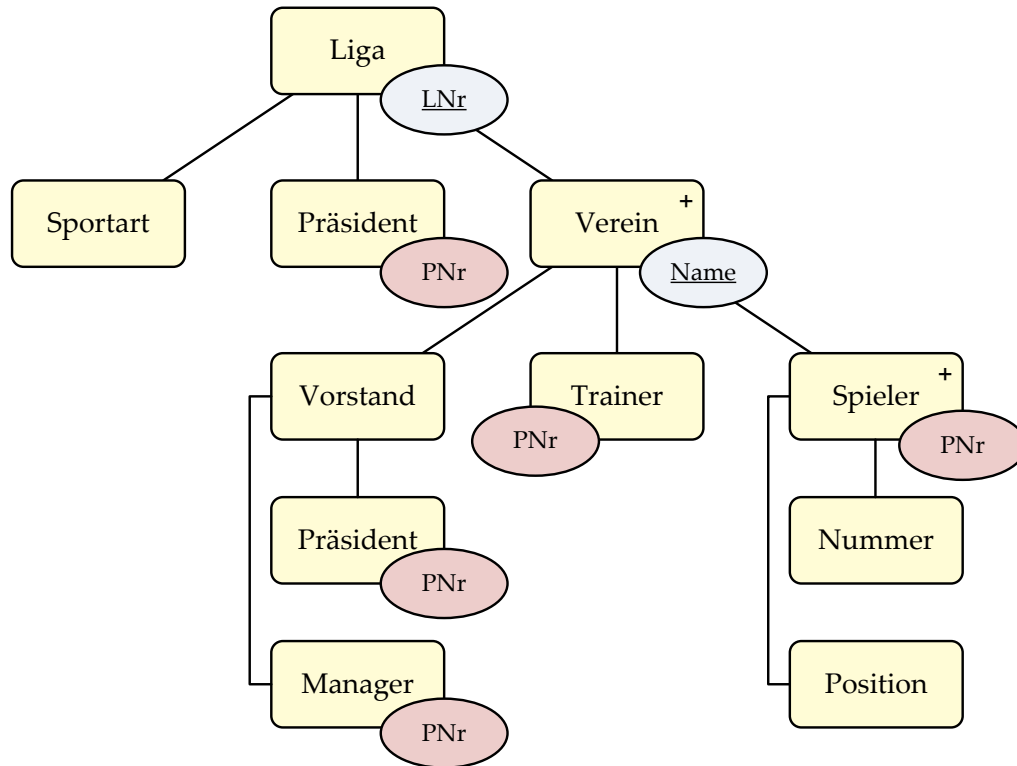 Liga
LNr
Sportart
Präsident
PNr
Verein
+
Name
Vorstand
Trainer
PNr
Spieler
+
PNr
Präsident
PNr
Nummer
Manager
PNr
Position